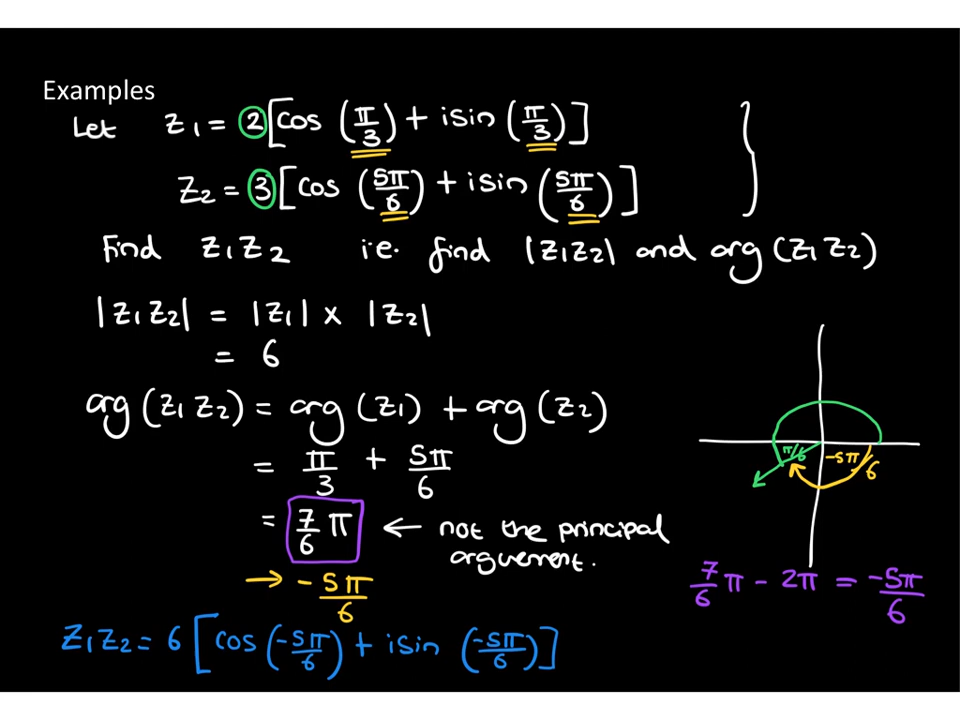 Examples
Let z₁ = 2[cos (π/3) + isin (π/3)]
z₂ = 3[cos (5π/6) + isin (5π/6)]
Find z₁z₂ i.e. find |z₁z₂| and arg(z₁z₂)
|z₁z₂| = |z₁| x |z₂|
= 6
arg(z₁z₂) = arg(z₁) + arg(z₂)
= π/3 + 5π/6
= 7/6 π ← not the principal
arguement.
→ -5π/6
z₁z₂ = 6[cos(-5π/6) + isin(-5π/6)]
π/6 -5π/6
7/6 π - 2π = -5π/6